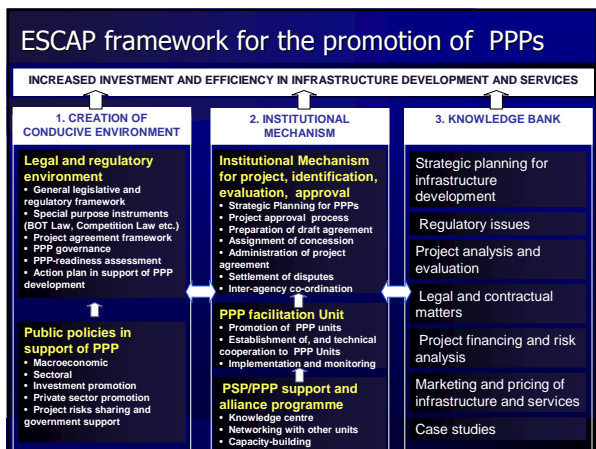 ESCAP framework for the promotion of PPPs
INCREASED INVESTMENT AND EFFICIENCY IN INFRASTRUCTURE DEVELOPMENT AND SERVICES
1. CREATION OF
CONDUCIVE ENVIRONMENT
Legal and regulatory
environment
• General legislative and
regulatory framework
• Special purpose instruments
(BOT Law, Competition Law etc.)
• Project agreement framework
• PPP governance
• PPP-readiness assessment
• Action plan in support of PPP
development
Public policies in
support of PPP
• Macroeconomic
• Sectoral
• Investment promotion
• Private sector promotion
• Project risks sharing and
government support
2. INSTITUTIONAL
MECHANISM
Institutional Mechanism
for project, identification,
evaluation, approval
• Strategic Planning for PPPs
• Project approval process
• Preparation of draft agreement
• Assignment of concession
• Administration of project
agreement
• Settlement of disputes
• Inter-agency co-ordination
PPP facilitation Unit
• Promotion of PPP units
• Establishment of, and technical
cooperation to PPP Units
• Implementation and monitoring
PSP/PPP support and
alliance programme
• Knowledge centre
• Networking with other units
• Capacity-building
3. KNOWLEDGE BANK
Strategic planning for
infrastructure
development
Regulatory issues
Project analysis and
evaluation
Legal and contractual
matters
Project financing and risk
analysis
Marketing and pricing of
infrastructure and services
Case studies